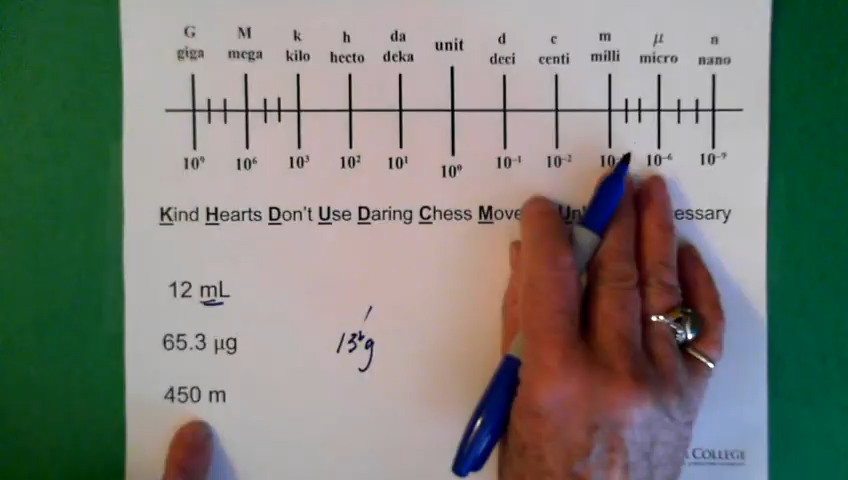 G M k h da unit d c m μ n
giga mega kilo hecto deka deci centi milli micro nano
10⁹ 10⁶ 10³ 10² 10¹ 10⁰ 10⁻¹ 10⁻² 10⁻⁶ 10⁻⁹
Kind Hearts Don't Use Daring Chess Move
12 mL
65.3 μg
450 m
COLLEGE